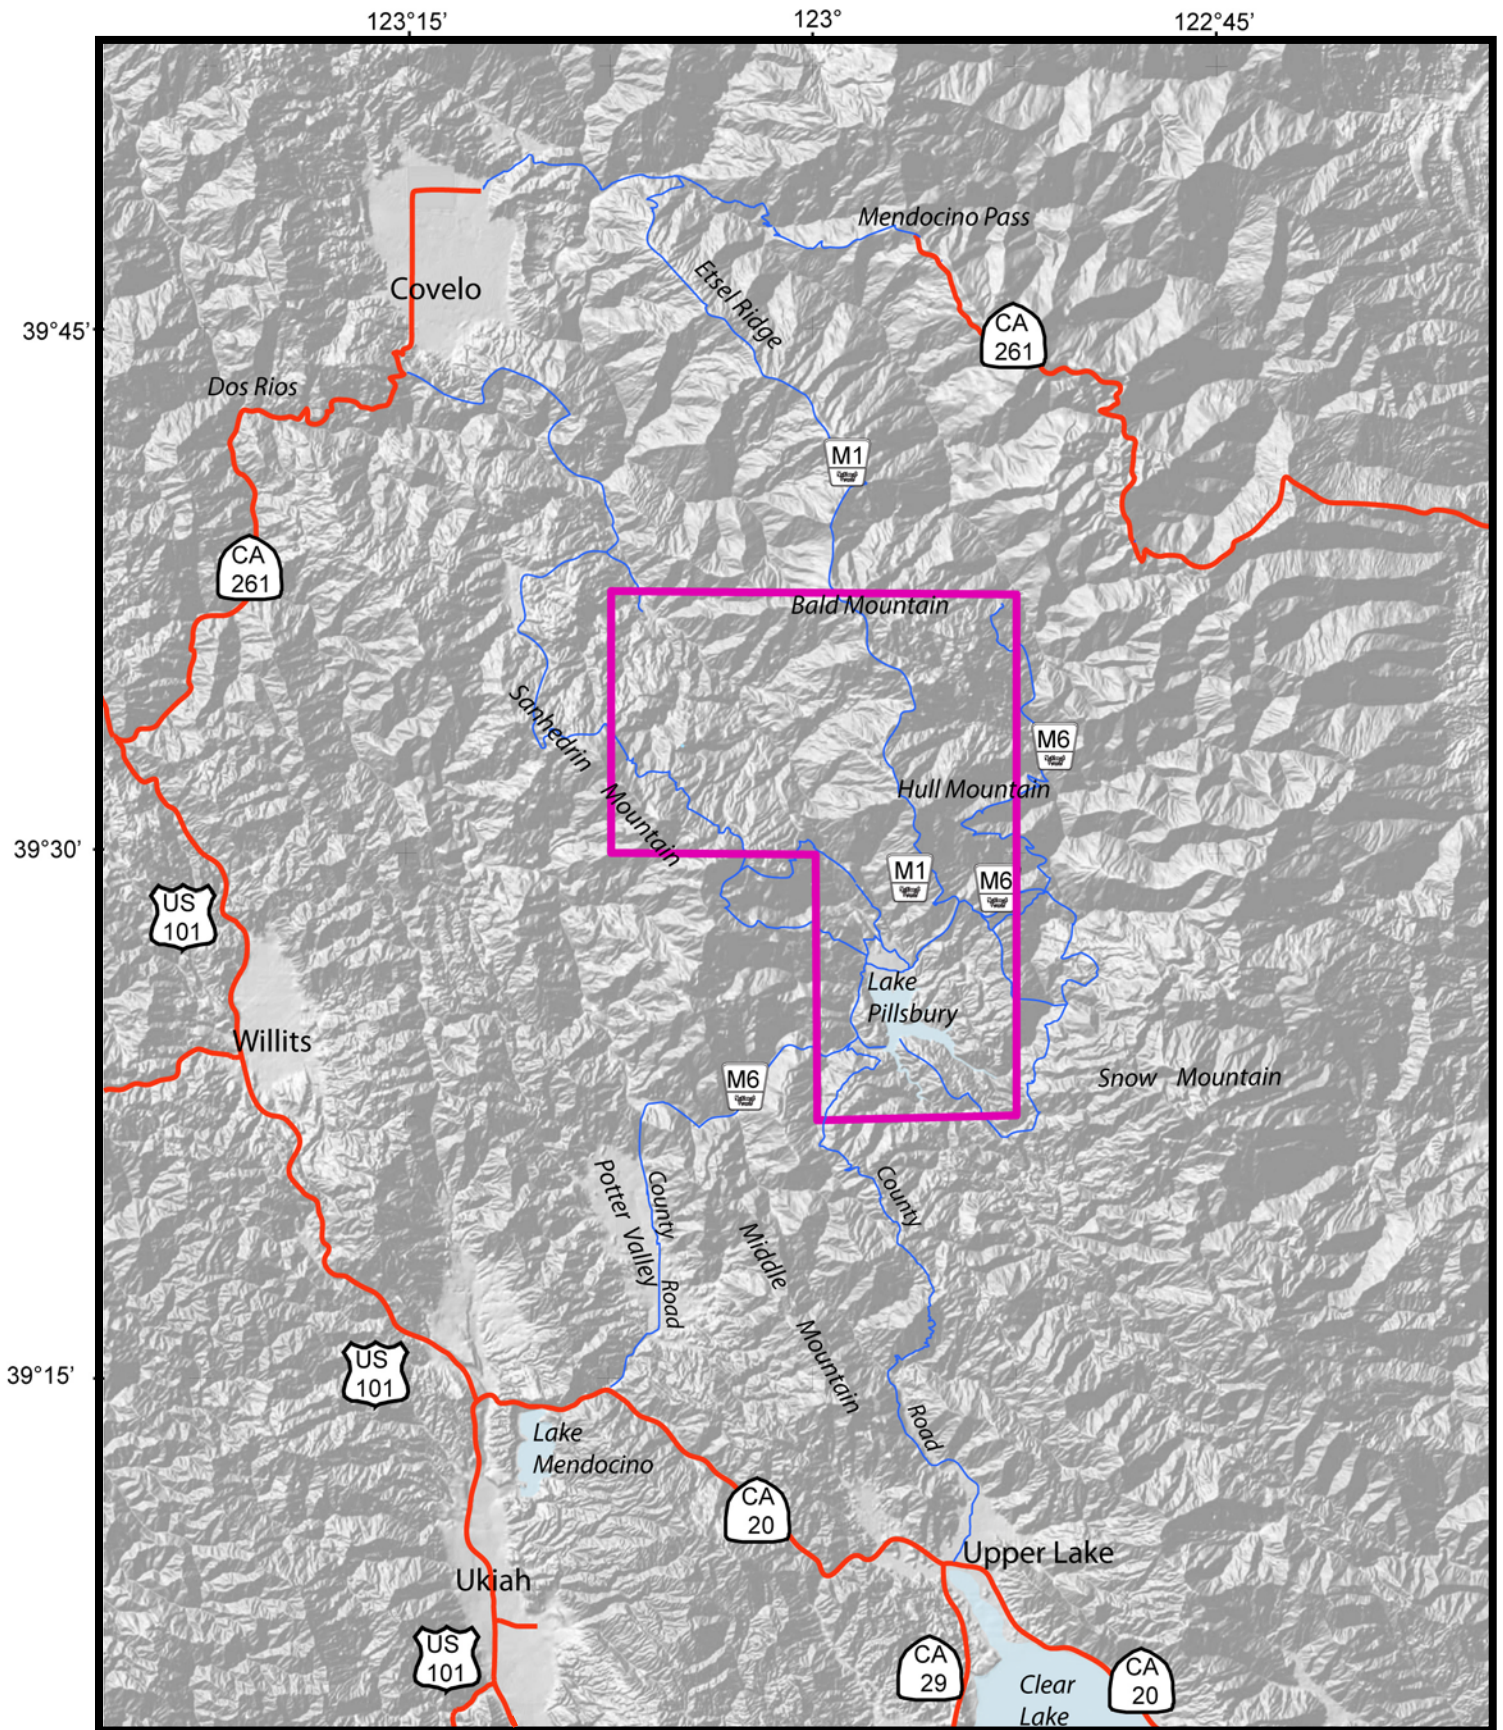 123°15’
123°
122°45’
Mendocino Pass
Etsel Ridge
Covelo
CA
261
39°45’
Dos Rios
M1
CA
261
Bald Mountain
Sanhedrin
Mountain
M6
Hull Mountain
39°30’
M1
M6
US
101
Lake
Pillsbury
Willits
M6
Snow Mountain
County
Road
Potter Valley
County
Road
Middle
Mountain
US
101
39°15’
Lake
Mendocino
CA
20
Upper Lake
Ukiah
US
101
CA
29
Clear
Lake
CA
20